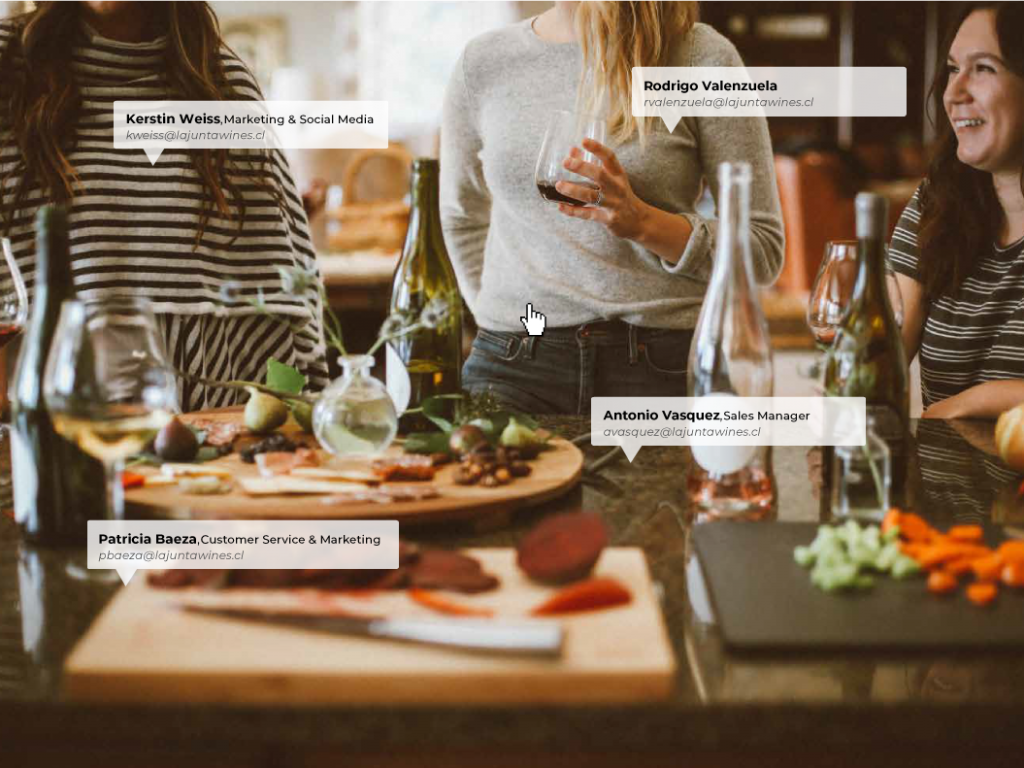 Rodrigo Valenzuela
rvalenzuela@lajuntawines.cl
Kerstin Weiss,Marketing & Social Media
kweiss@lajuntawines.cl
Antonio Vasquez,Sales Manager
avasquez@lajuntawines.cl
Patricia Baeza,Customer Service & Marketing
pbaeza@lajuntawines.cl